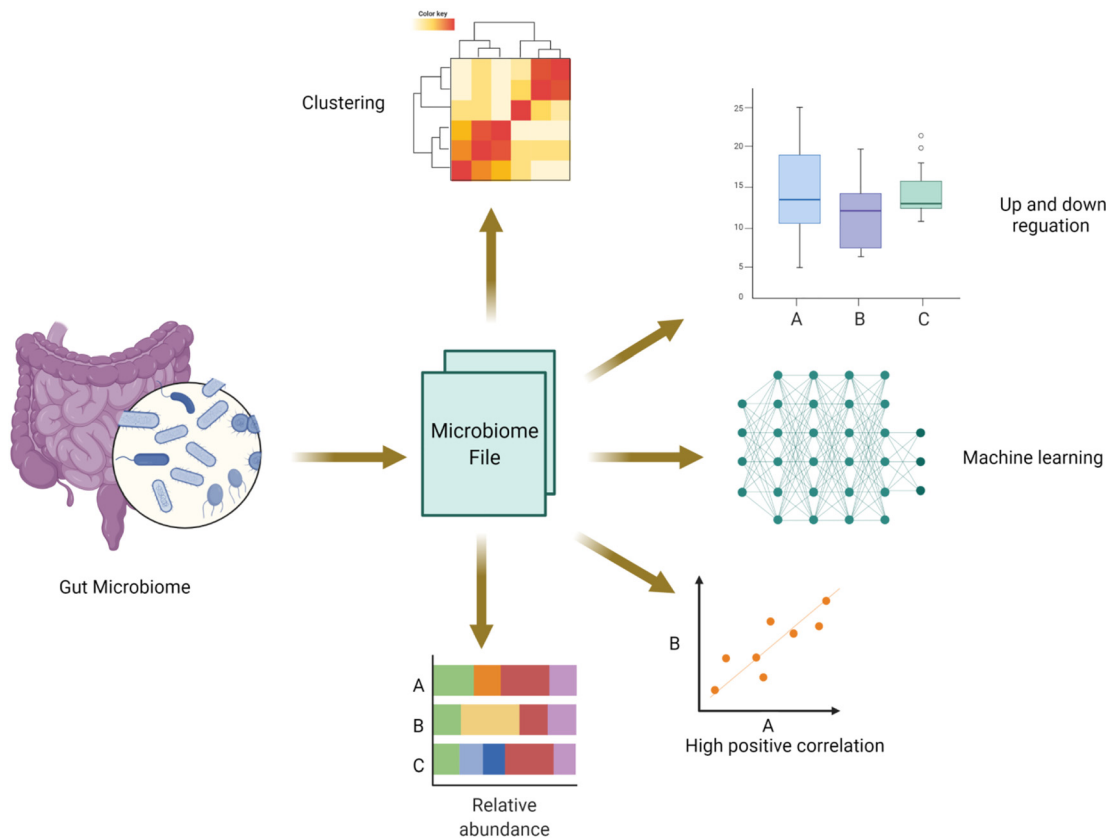 Color key
Clustering
25
20
15
10
5
0
A
B
C
Up and down
reguation
Microbiome
File
Gut Microbiome
Machine learning
B
A
High positive correlation
A
B
C
Relative
abundance